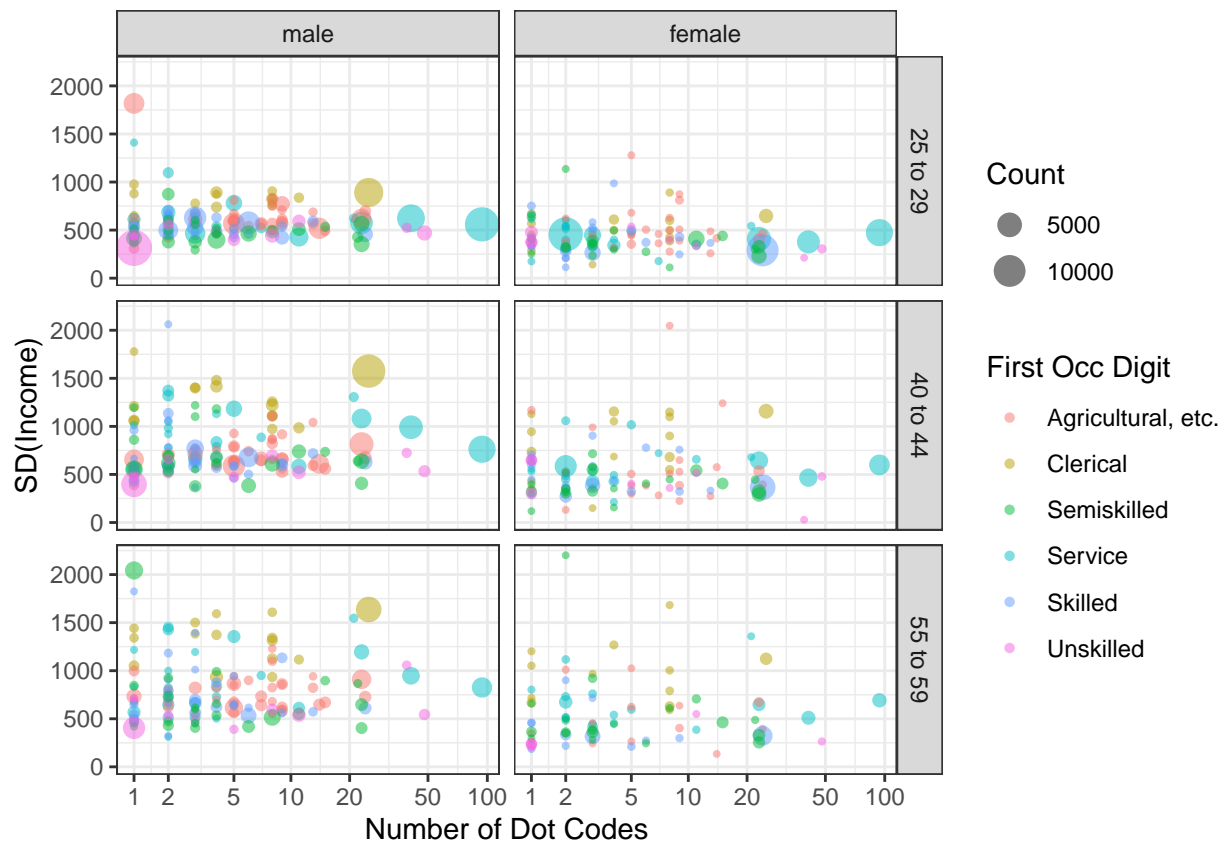 male
female
2000
1500
1000
500
0
25 to 29
2000
1500
1000
500
0
40 to 44
2000
1500
1000
500
0
55 to 59
SD(Income)
1 2 5 10 20 50 100
1 2 5 10 20 50 100
Number of Dot Codes
Count
5000
10000
First Occ Digit
Agricultural, etc.
Clerical
Semiskilled
Service
Skilled
Unskilled